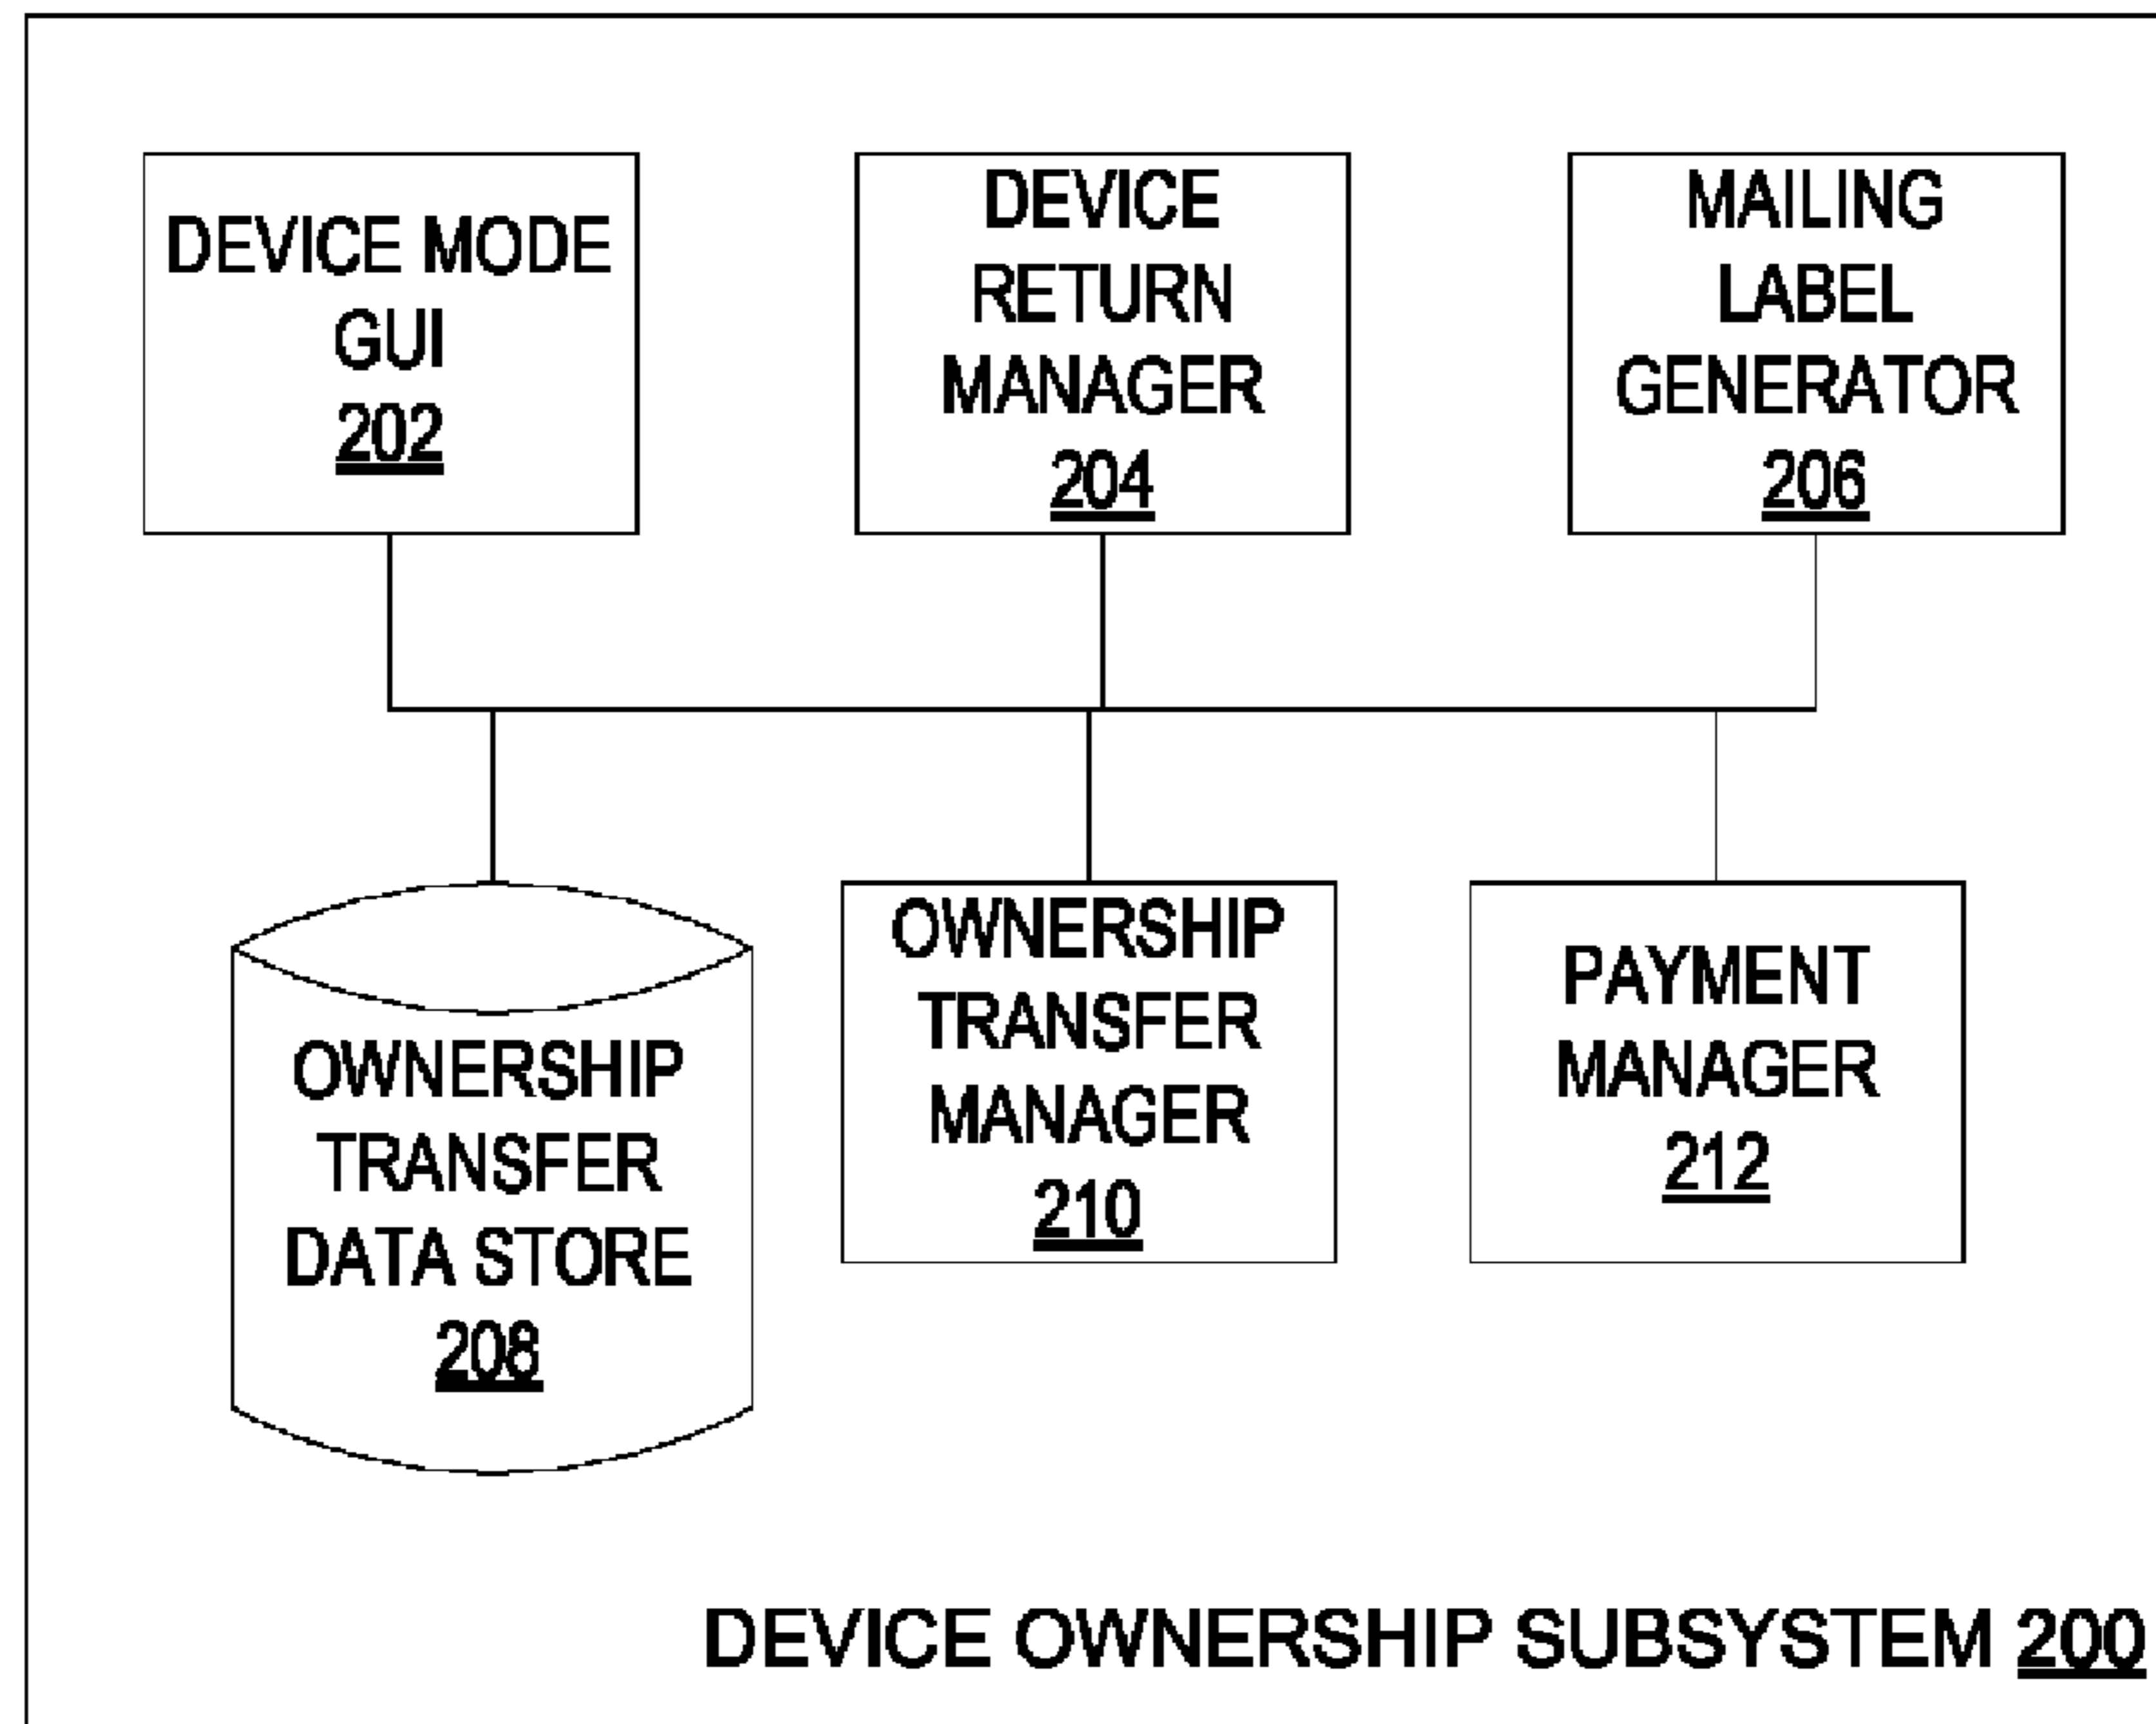 DEVICE MODE
GUI
202
DEVICE
RETURN
MANAGER
204
MAILING
LABEL
GENERATOR
206
OWNERSHIP
TRANSFER
DATA STORE
208
OWNERSHIP
TRANSFER
MANAGER
210
PAYMENT
MANAGER
212
DEVICE OWNERSHIP SUBSYSTEM 200